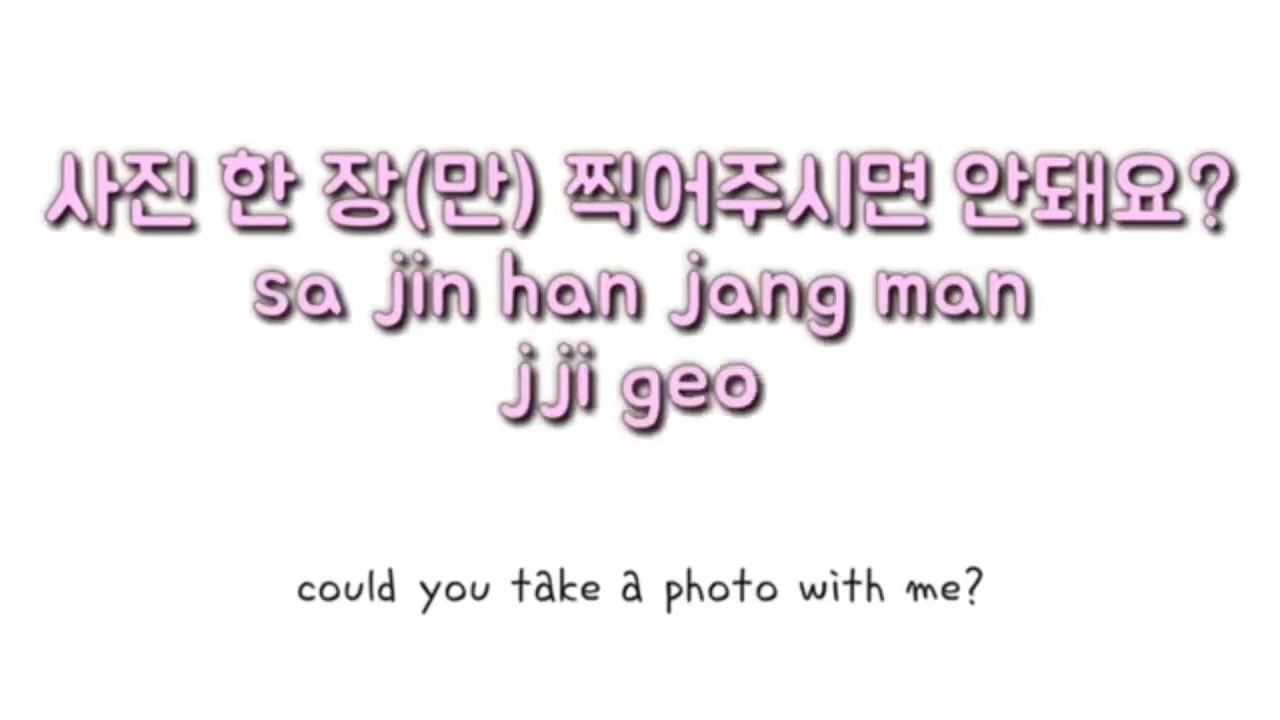 사진 한 장(만) 찍어주시면 안돼요?
sa jin han jang man
jji geo
could you take a photo with me?